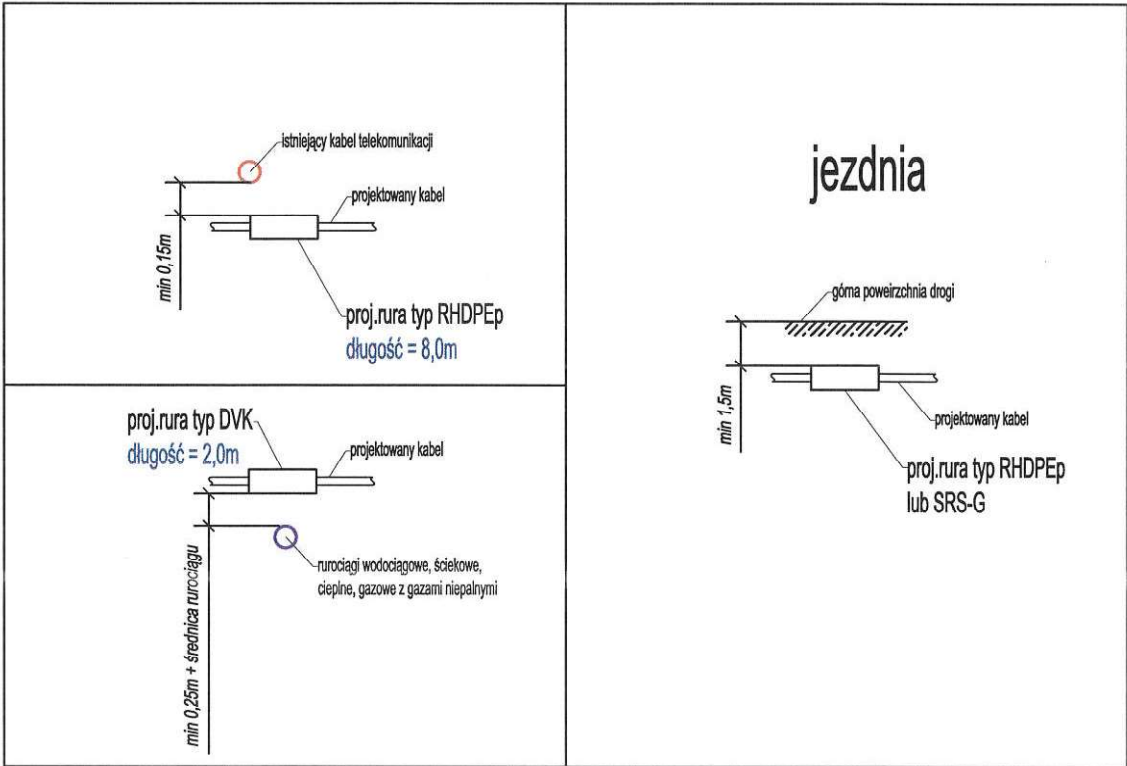 istniejący kabel telekomunikacji
projektowany kabel
min 0,15m
proj.rura typ RHDPEp
długość = 8,0m
proj.rura typ DVK
długość = 2,0m
projektowany kabel
min 0,25m + średnica rurociągu
rurociągi wodociągowe, ściekowe,
cieplne, gazowe z gazami niepalnymi
jezdnia
górna poweirzchnia drogi
min 1,5m
projektowany kabel
proj.rura typ RHDPEp
lub SRS-G